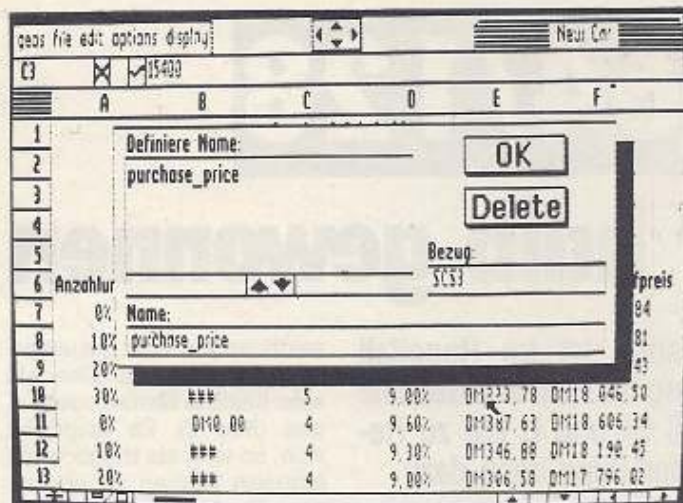 geos file edit options display
Neus Car
C3 15400
A B C D E F
1
2
3
4
5
6 Anzahlur fpreis
7 0% 84
8 10% 81
9 20% 43
10 30% ### 5 9.00% DM323.78 DM18.046.50
11 0% DM0.00 4 9.60% DM387.63 DM18.606.34
12 10% ### 4 9.30% DM346.88 DM18 190.45
13 20% ### 4 9.00% DM306.58 DM17 796.02
Definiere Name:
purchase_price
OK
Delete
Bezug:
$C$3
Name:
purchase_price